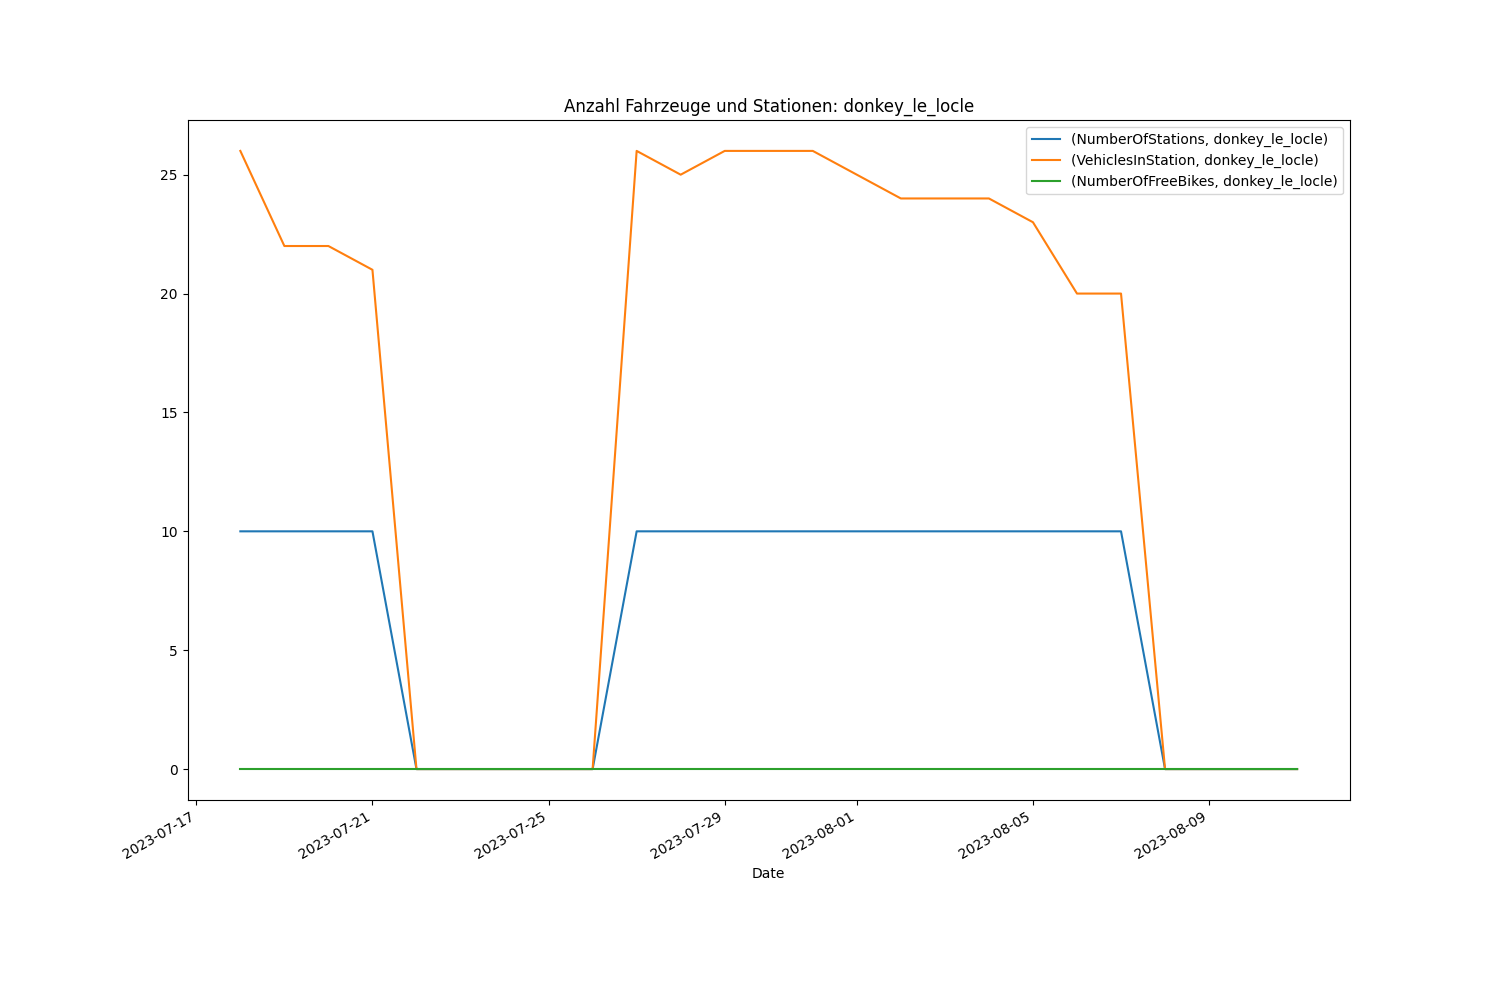 Anzahl Fahrzeuge und Stationen: donkey_le_locle
(NumberOfStations, donkey_le_locle)
(VehiclesInStation, donkey_le_locle)
(NumberOfFreeBikes, donkey_le_locle)
25
20
15
10
5
0
2023-07-17
2023-07-21
2023-07-25
2023-07-29
2023-08-01
2023-08-05
2023-08-09
Date